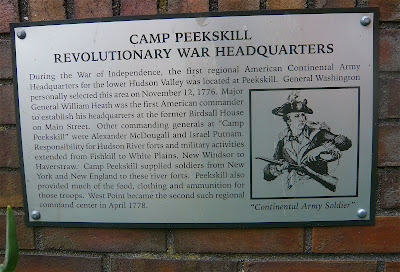 CAMP PEEKSKILL
REVOLUTIONARY WAR HEADQUARTERS
During the War of Independence, the first regional American Continental Army
Headquarters for the lower Hudson Valley was located at Peekskill. General Washington
personally selected this area on November 12, 1776. Major
General William Heath was the first American commander
to establish his headquarters at the former Birdsall House
on Main Street. Other commanding generals at "Camp
Peekskill" were Alexander McDougall and Israel Putnam.
Responsibility for Hudson River forts and military activities
extended from Fishkill to White Plains, New Windsor to
Haverstraw. Camp Peekskill supplied soldiers from New
York and New England to these river forts. Peekskill also
provided much of the food, clothing and ammunition for
those troops. West Point became the second such regional
command center in April 1778.
"Continental Army Soldier"